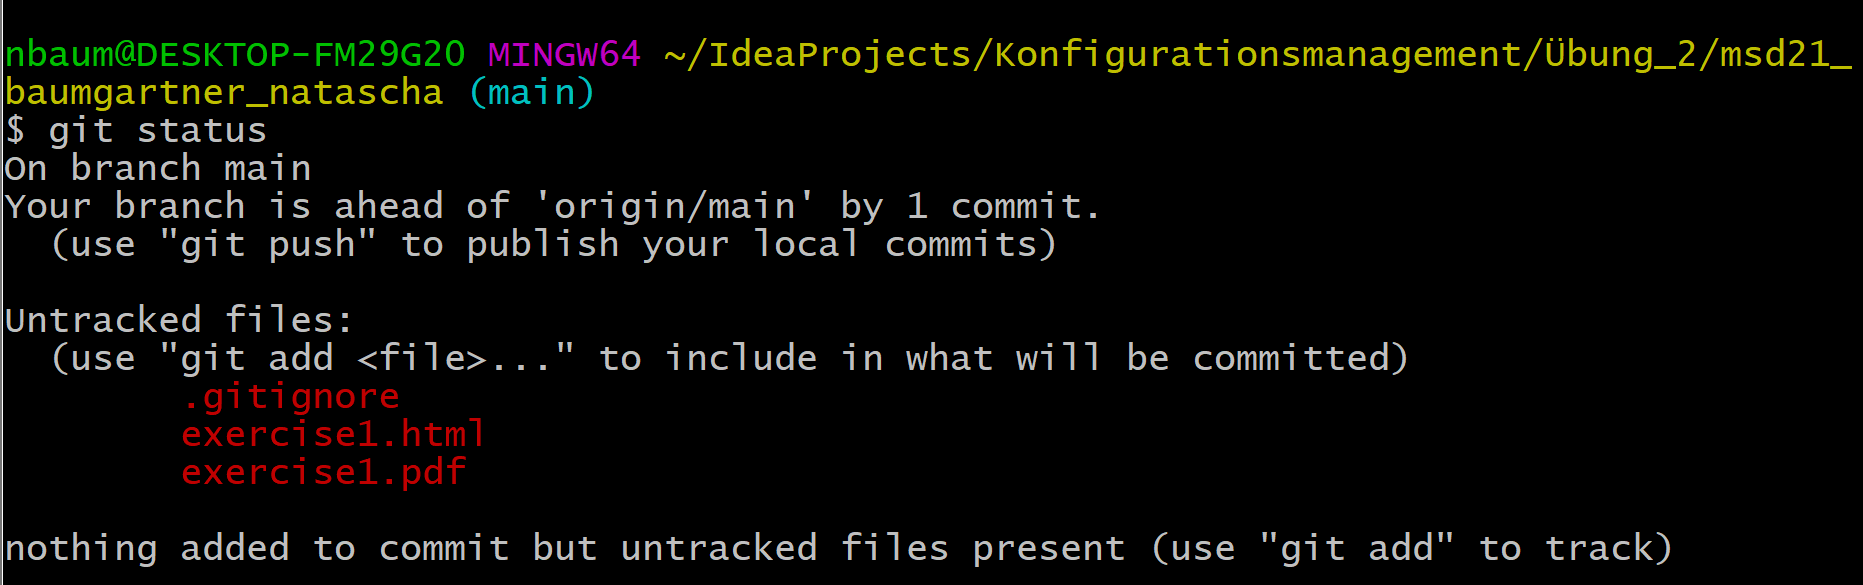 nbaum@DESKTOP-FM29G2O MINGW64 ~/IdeaProjects/Konfigurationsmanagement/Übung_2/msd21_
baumgartner_natascha (main)
$ git status
On branch main
Your branch is ahead of 'origin/main' by 1 commit.
  (use "git push" to publish your local commits)

Untracked files:
  (use "git add <file>..." to include in what will be committed)
        .gitignore
        exercise1.html
        exercise1.pdf

nothing added to commit but untracked files present (use "git add" to track)